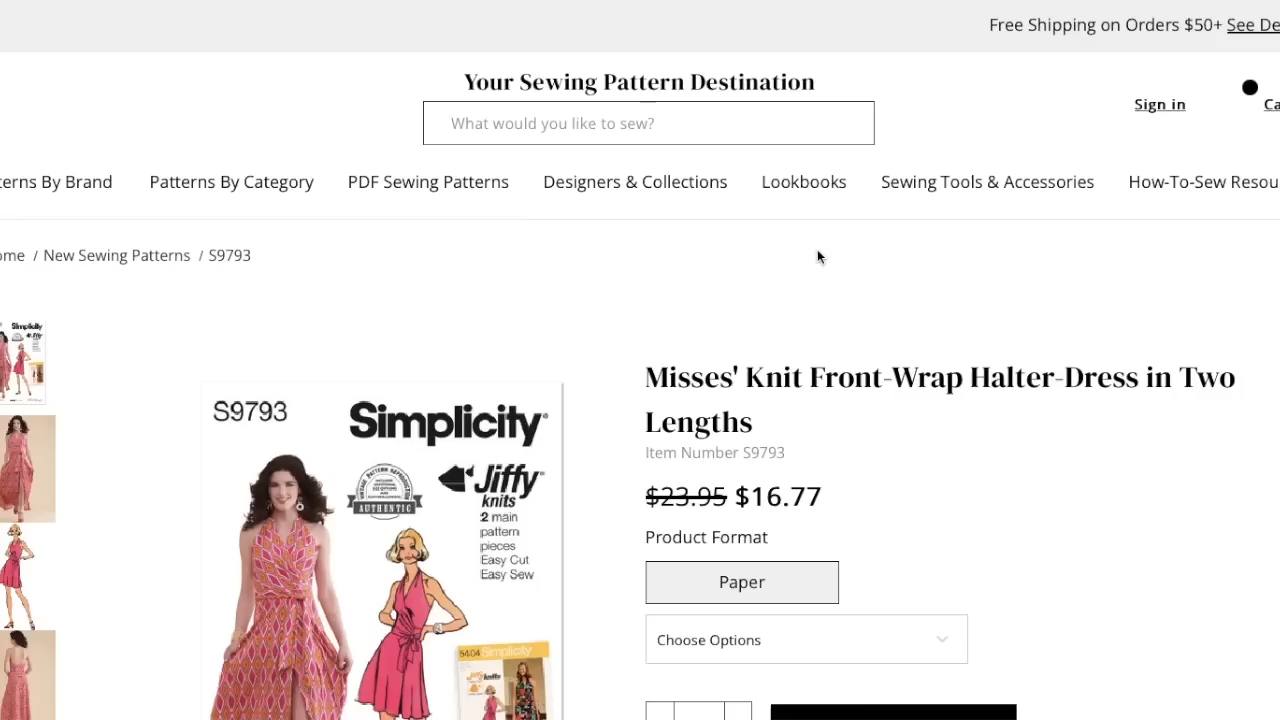 Free Shipping on Orders $50+ See De
Your Sewing Pattern Destination
What would you like to sew?
Sign in
Ca
terns By Brand
Patterns By Category
PDF Sewing Patterns
Designers & Collections
Lookbooks
Sewing Tools & Accessories
How-To-Sew Resou
ome / New Sewing Patterns / S9793
Misses' Knit Front-Wrap Halter-Dress in Two
Lengths
Item Number S9793
$23.95 $16.77
Product Format
Paper
Choose Options
S9793
Simplicity
Jiffy
knits
AUTHENTIC
2 main
pattern
pieces
Easy Cut
Easy Sew
5404 Simplicity